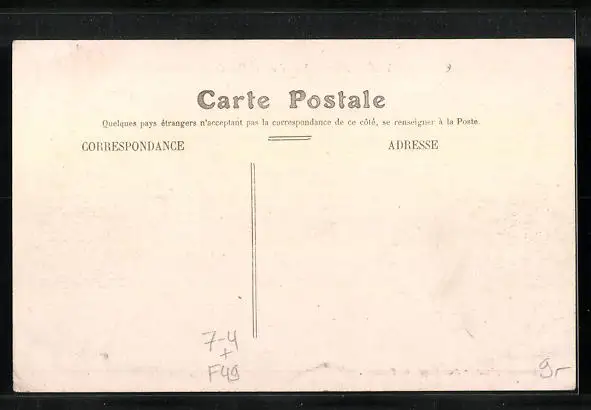 Carte Postale
Quelques pays étrangers n'acceptant pas la correspondance de ce côté, se renseigner à la Poste.
CORRESPONDANCE
ADRESSE
7-4
+
F49
9,-